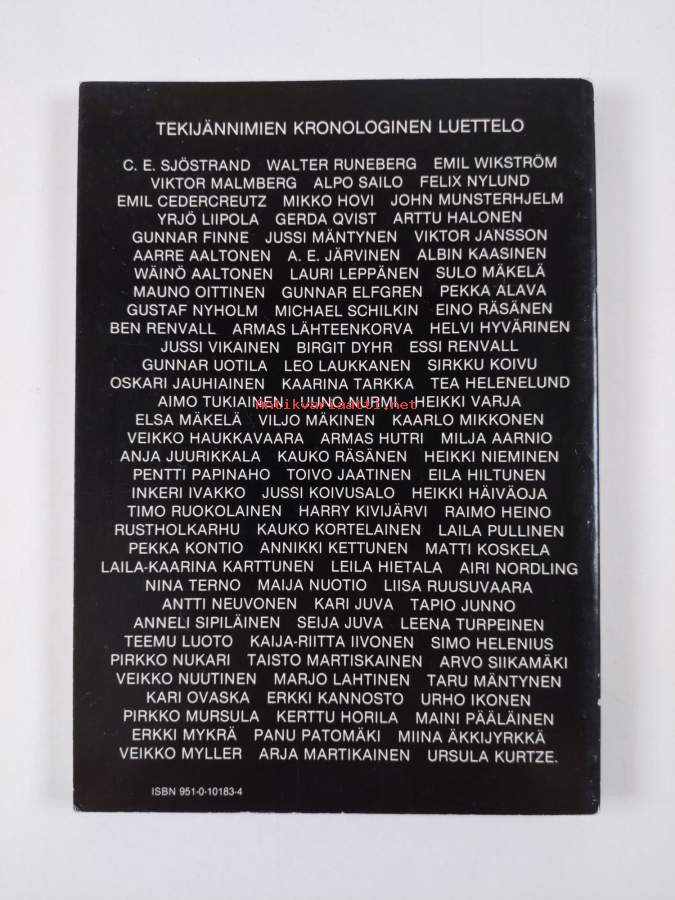 TEKIJÄNNIMIEN KRONOLOGINEN LUETTELO
C. E. SJÖSTRAND WALTER RUNEBERG EMIL WIKSTRÖM
VIKTOR MALMBERG ALPO SAILO FELIX NYLUND
EMIL CEDERCREUTZ MIKKO HOVI JOHN MUNSTERHJELM
YRJÖ LIIPOLA GERDA QVIST ARTTU HALONEN
GUNNAR FINNE JUSSI MÄNTYNEN VIKTOR JANSSON
AARRE AALTONEN A. E. JÄRVINEN ALBIN KAASINEN
WÄINÖ AALTONEN LAURI LEPPÄNEN SULO MÄKELÄ
MAUNO OITTINEN GUNNAR ELFGREN PEKKA ALAVA
GUSTAF NYHOLM MICHAEL SCHILKIN EINO RÄSÄNEN
BEN RENVALL ARMAS LÄHTEENKORVA HELVI HYVÄRINEN
JUSSI VIKAINEN BIRGIT DYHR ESSI RENVALL
GUNNAR UOTILA LEO LAUKKANEN SIRKKU KOIVU
OSKARI JAUHIAINEN KAARINA TARKKA TEA HELENELUND
AIMO TUKIAINEN JUUNO NURMI HEIKKI VARJA
Antikvariaatti.net
ELSA MÄKELÄ VILJO MÄKINEN KAARLO MIKKONEN
VEIKKO HAUKKAVAARA ARMAS HUTRI MILJA AARNIO
ANJA JUURIKKALA KAUKO RÄSÄNEN HEIKKI NIEMINEN
PENTTI PAPINAHO TOIVO JAATINEN EILA HILTUNEN
INKERI IVAKKO JUSSI KOIVUSALO HEIKKI HÄIVÄOJA
TIMO RUOKOLAINEN HARRY KIVIJÄRVI RAIMO HEINO
RUSTHOLKARHU KAUKO KORTELAINEN LAILA PULLINEN
PEKKA KONTIO ANNIKKI KETTUNEN MATTI KOSKELA
LAILA-KAARINA KARTTUNEN LEILA HIETALA AIRI NORDLING
NINA TERNO MAIJA NUOTIO LIISA RUUSUVAARA
ANTTI NEUVONEN KARI JUVA TAPIO JUNNO
ANNELI SIPILÄINEN SEIJA JUVA LEENA TURPEINEN
TEEMU LUOTO KAIJA-RIITTA IIVONEN SIMO HELENIUS
PIRKKO NUKARI TAISTO MARTISKAINEN ARVO SIIKAMÄKI
VEIKKO NUUTINEN MARJO LAHTINEN TARU MÄNTYNEN
KARI OVASKA ERKKI KANNOSTO URHO IKONEN
PIRKKO MURSULA KERTTU HORILA MAINI PÄÄLÄINEN
ERKKI MYKRÄ PANU PATOMÄKI MIINA ÄKKIJYRKKÄ
VEIKKO MYLLER ARJA MARTIKAINEN URSULA KURTZE.
ISBN 951-0-10183-4